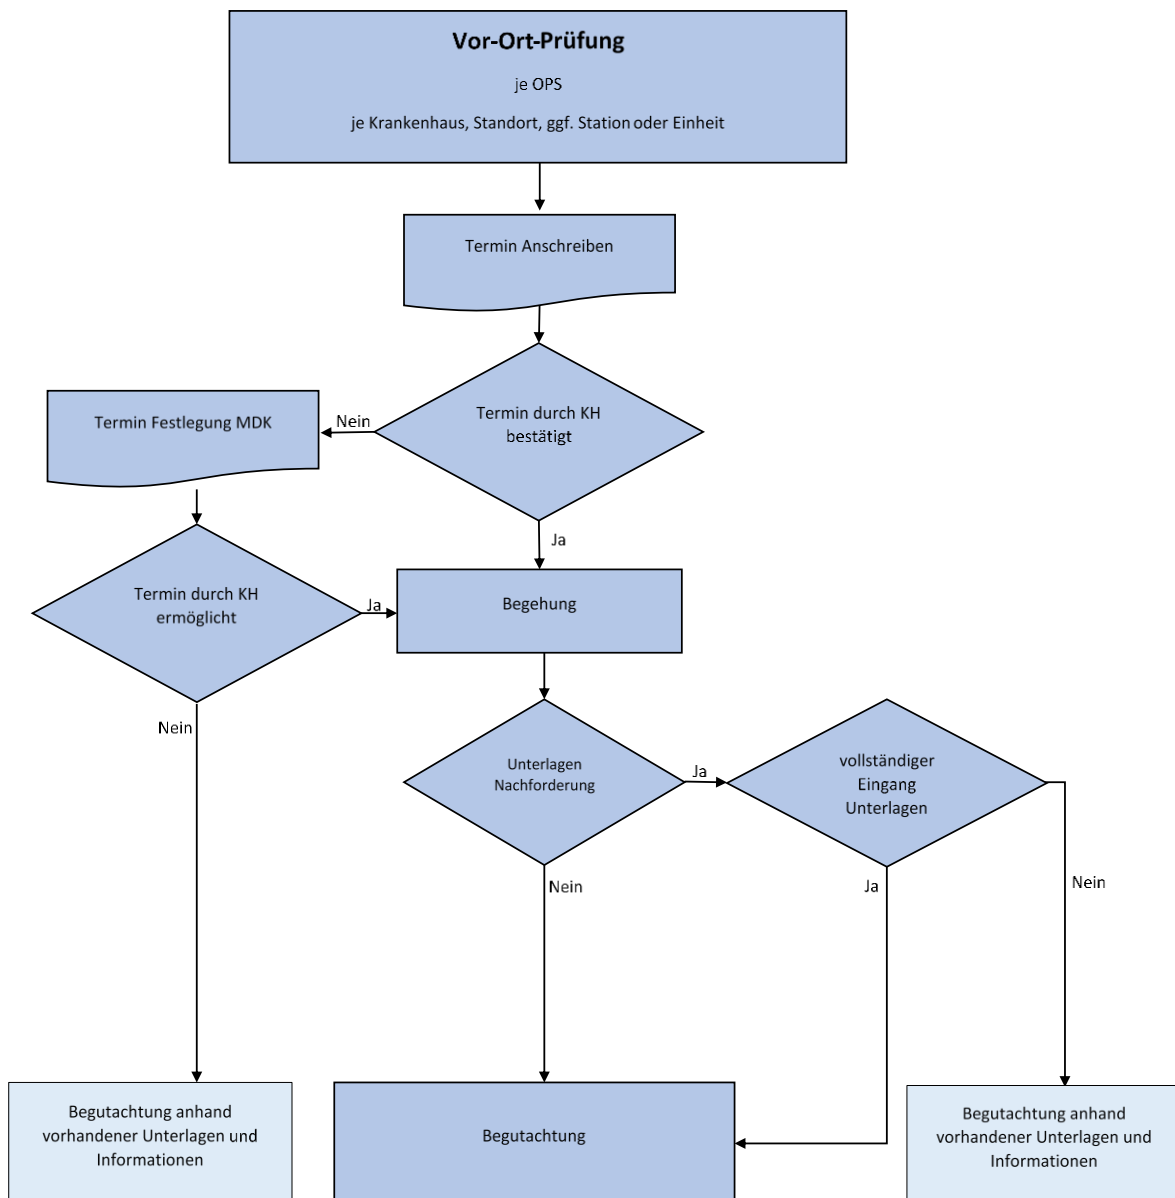 Vor-Ort-Prüfung
je OPS
je Krankenhaus, Standort, ggf. Station oder Einheit
Termin Anschreiben
Termin durch KH
bestätigt
Nein
Termin Festlegung MDK
Ja
Termin durch KH
ermöglicht
Ja
Begehung
Nein
Unterlagen
Nachforderung
Ja
vollständiger
Eingang
Unterlagen
Nein
Ja
Nein
Begutachtung anhand
vorhandener Unterlagen und
Informationen
Begutachtung
Begutachtung anhand
vorhandener Unterlagen und
Informationen